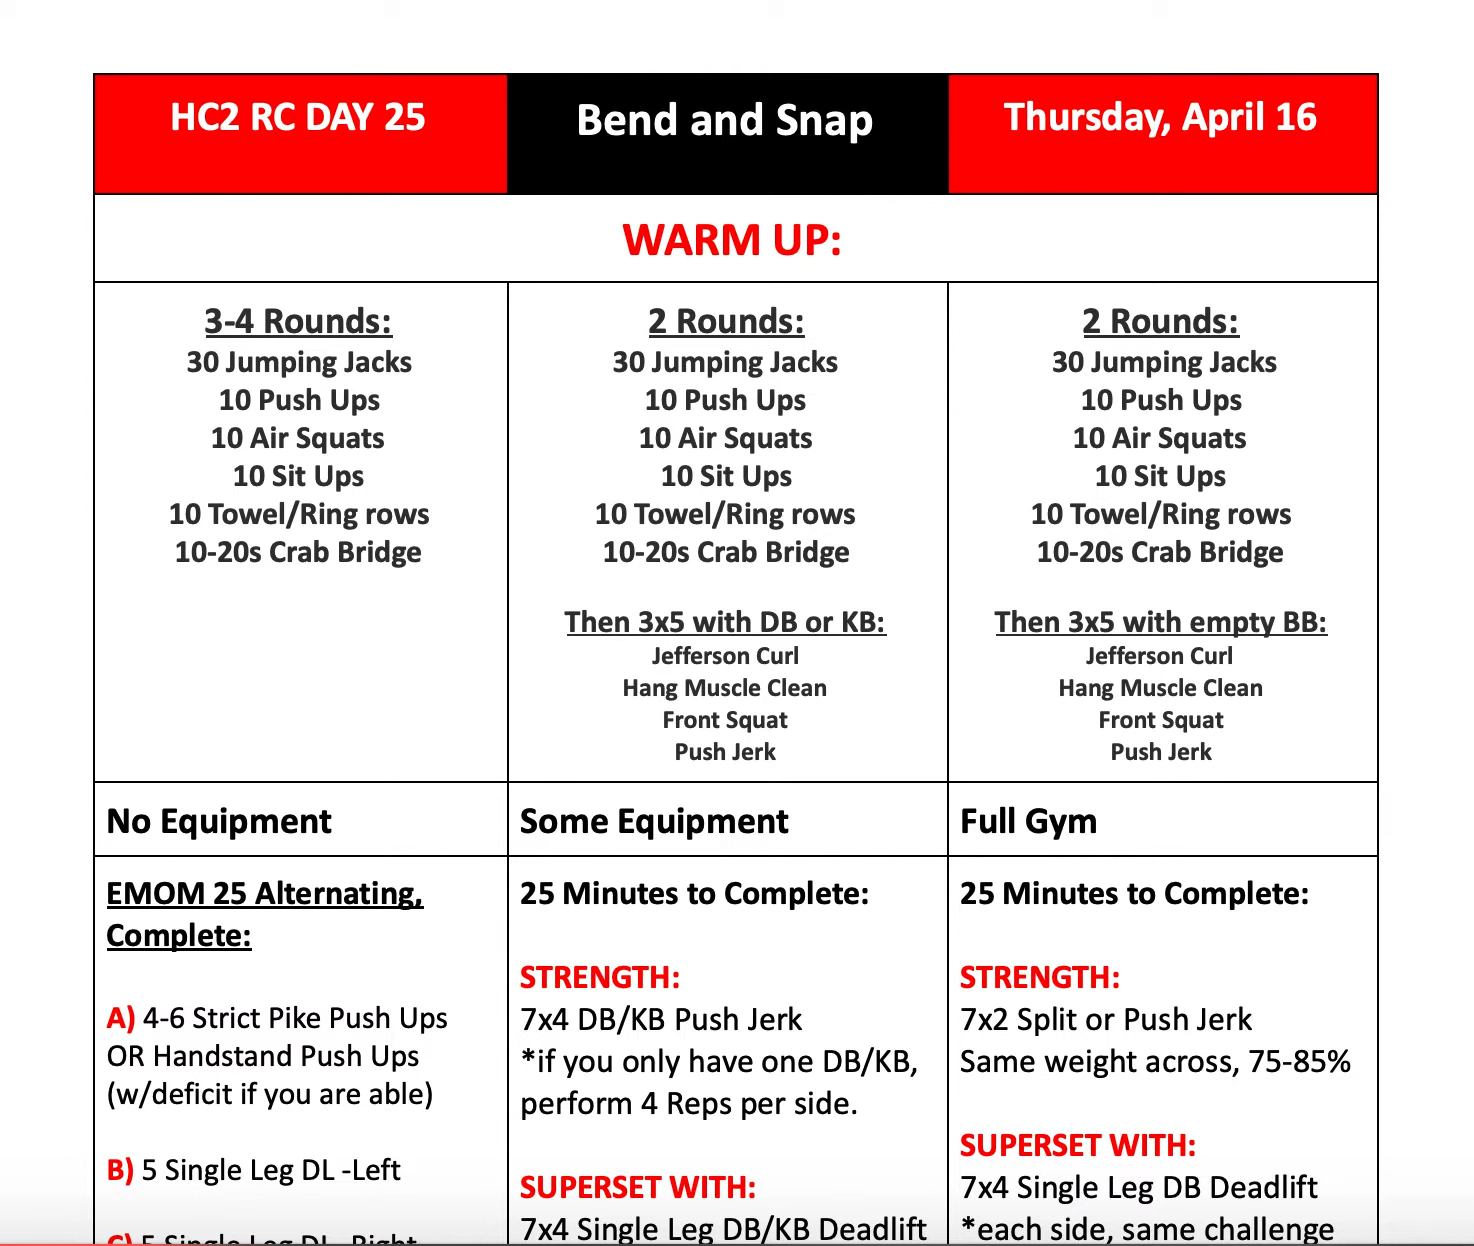 HC2 RC DAY 25
Bend and Snap
Thursday, April 16
WARM UP:
3-4 Rounds:
30 Jumping Jacks
10 Push Ups
10 Air Squats
10 Sit Ups
10 Towel/Ring rows
10-20s Crab Bridge
2 Rounds:
30 Jumping Jacks
10 Push Ups
10 Air Squats
10 Sit Ups
10 Towel/Ring rows
10-20s Crab Bridge
Then 3x5 with DB or KB:
Jefferson Curl
Hang Muscle Clean
Front Squat
Push Jerk
2 Rounds:
30 Jumping Jacks
10 Push Ups
10 Air Squats
10 Sit Ups
10 Towel/Ring rows
10-20s Crab Bridge
Then 3x5 with empty BB:
Jefferson Curl
Hang Muscle Clean
Front Squat
Push Jerk
No Equipment
Some Equipment
Full Gym
EMOM 25 Alternating,
Complete:
A) 4-6 Strict Pike Push Ups
OR Handstand Push Ups
(w/deficit if you are able)
B) 5 Single Leg DL -Left
C) 5 Single Leg DL -Right
25 Minutes to Complete:
STRENGTH:
7x4 DB/KB Push Jerk
*if you only have one DB/KB,
perform 4 Reps per side.
SUPERSET WITH:
7x4 Single Leg DB/KB Deadlift
25 Minutes to Complete:
STRENGTH:
7x2 Split or Push Jerk
Same weight across, 75-85%
SUPERSET WITH:
7x4 Single Leg DB Deadlift
*each side, same challenge